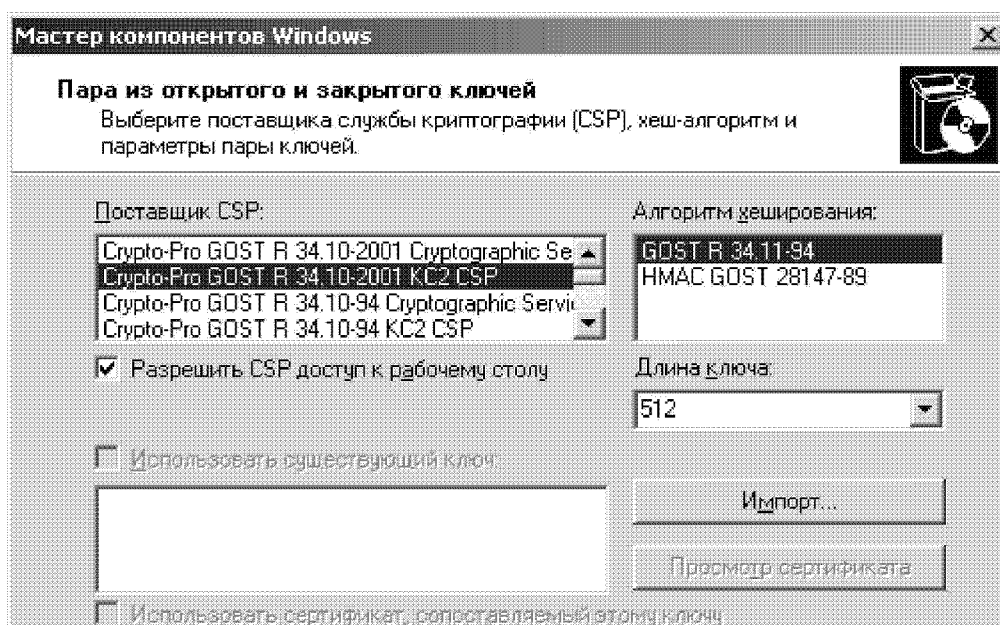 Мастер компонентов Windows
Пара из открытого и закрытого ключей
Выберите поставщика службы криптографии (CSP), хеш-алгоритм и
параметры пары ключей.
Поставщик CSP:
Crypto-Pro GOST R 34.10-2001 Cryptographic Se
Crypto-Pro GOST R 34.10-2001 KC2 CSP
Crypto-Pro GOST R 34.10-94 Cryptographic Servic
Crypto-Pro GOST R 34.10-94 KC2 CSP
Разрешить CSP доступ к рабочему столу
Алгоритм хеширования:
GOST R 34.11-94
HMAC GOST 28147-89
Длина ключа:
512
Использовать существующий ключ:
Импорт...
Просмотр сертификата
Использовать сертификат, сопоставляемый этому ключу